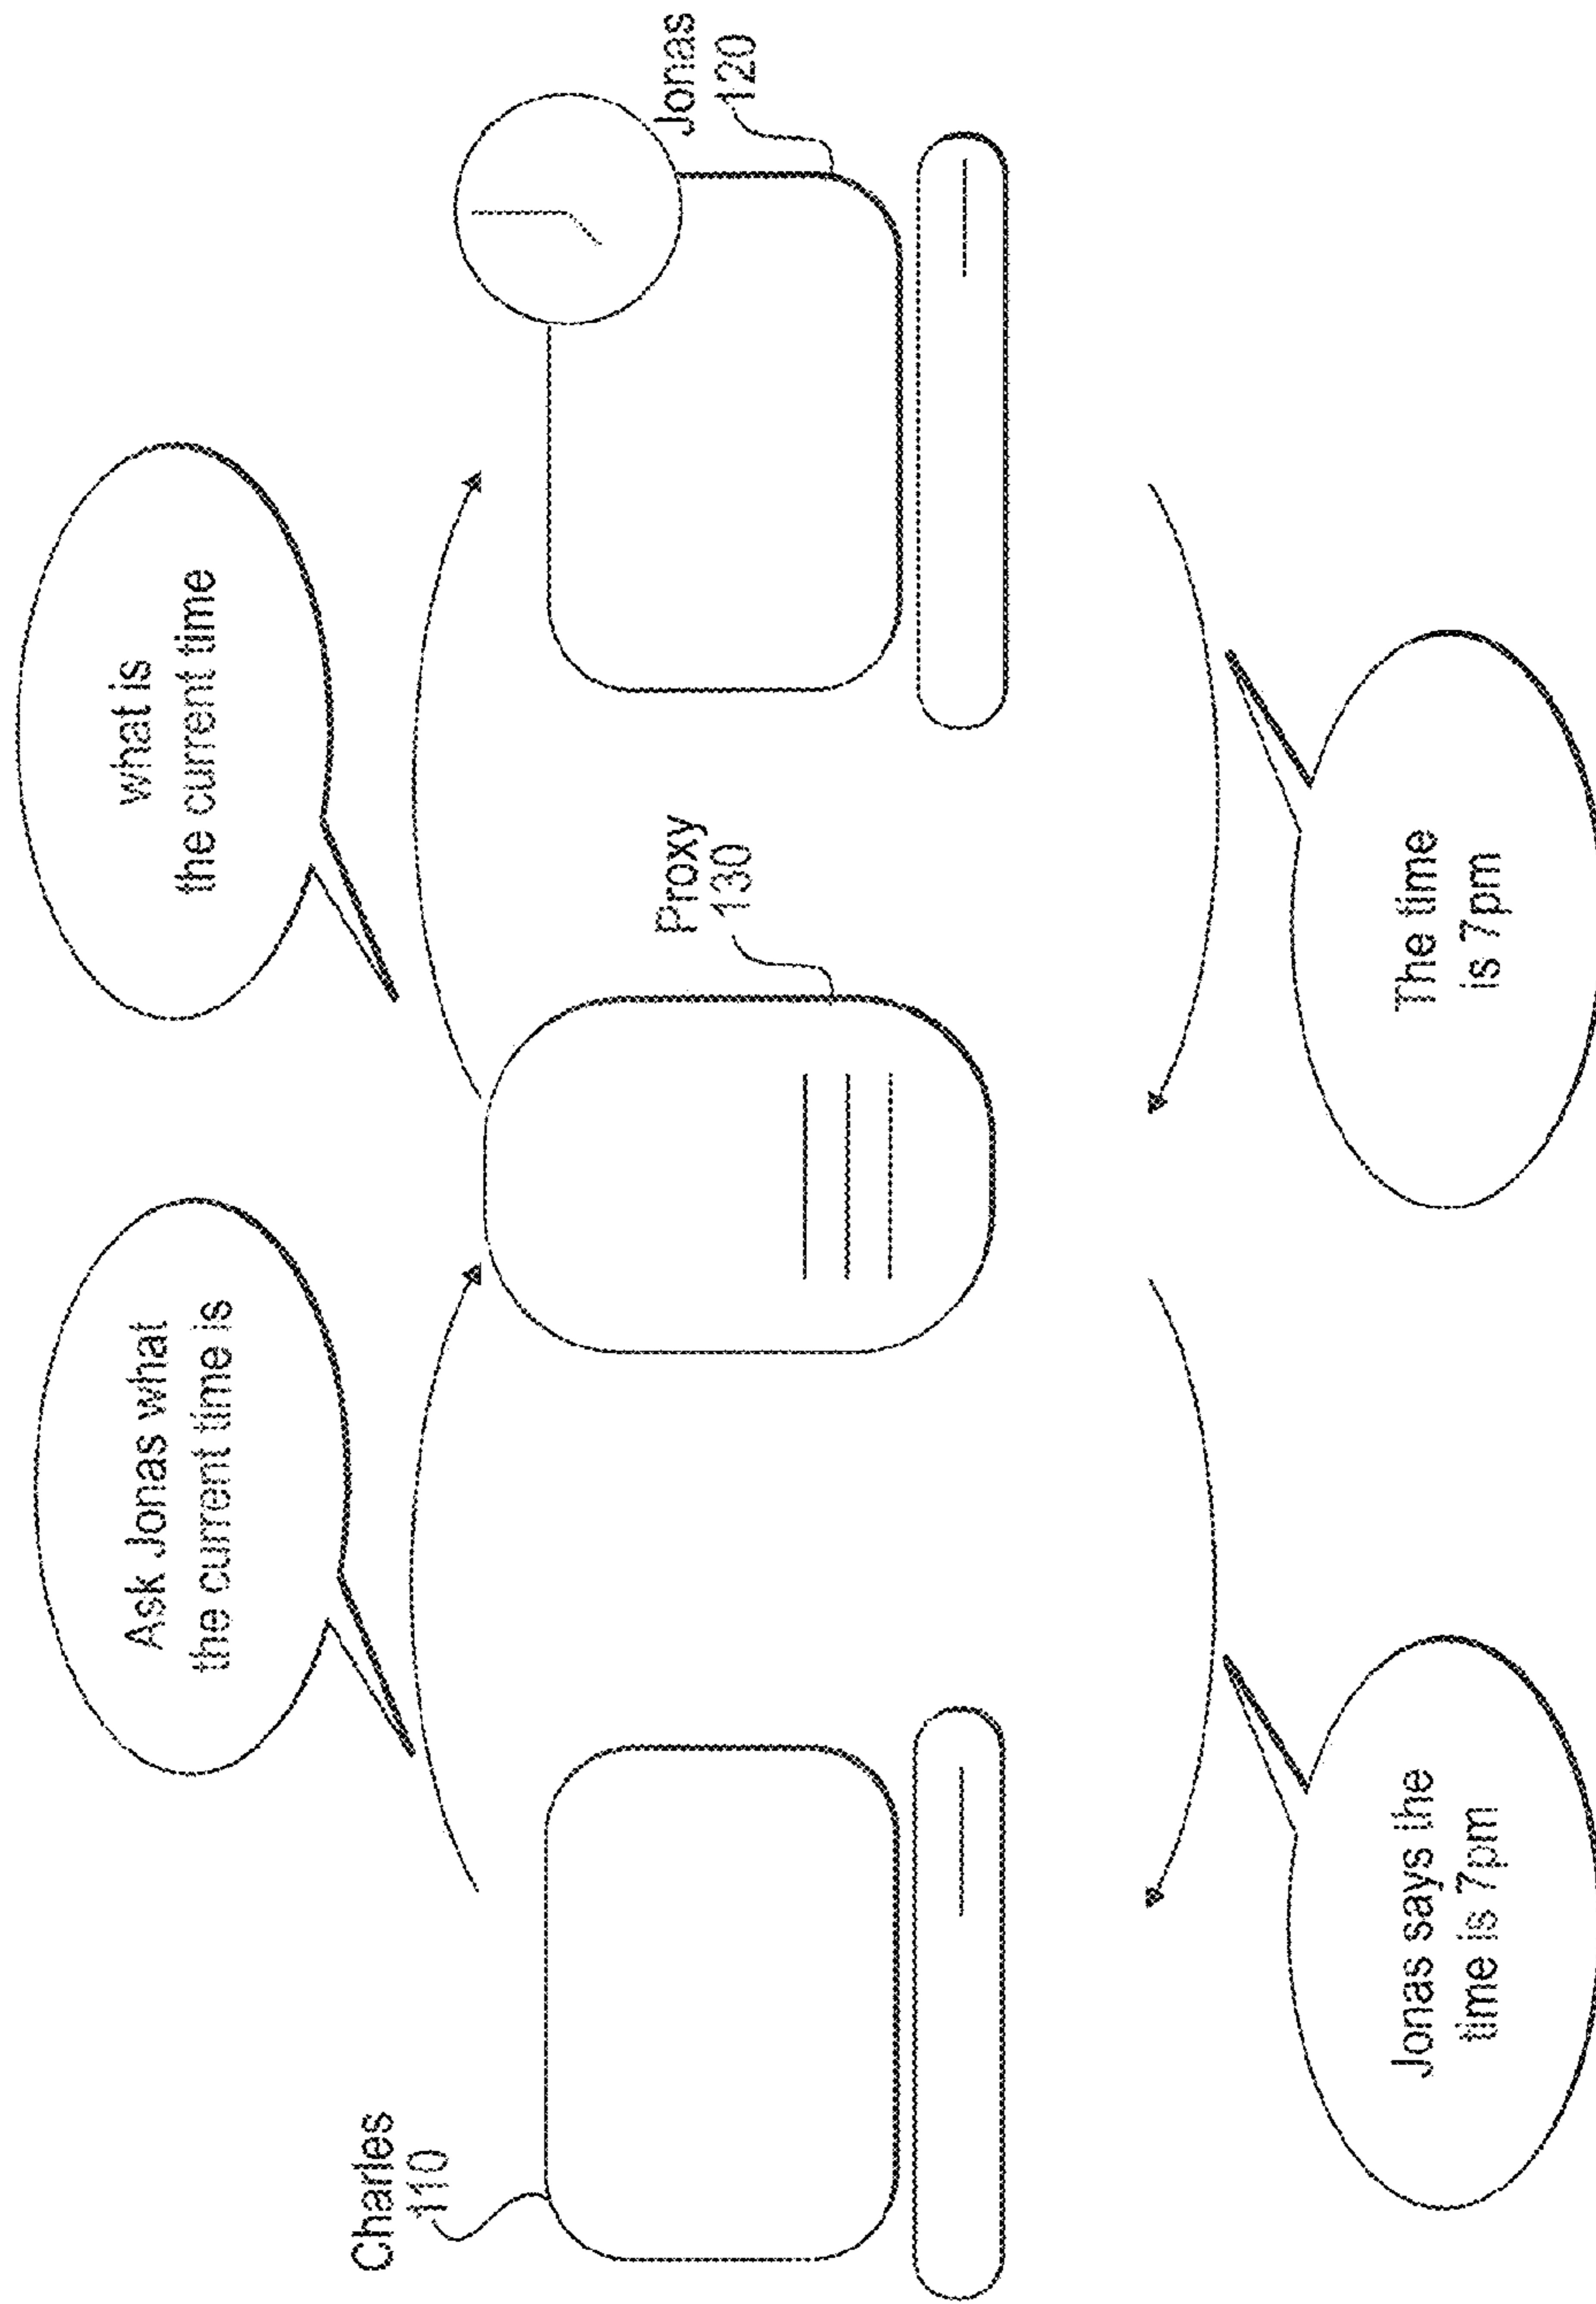 Ask Jonas what
the current time is
what is
the current time
Charles
110
Proxy
130
Jonas
120
Jonas says the
time is 7pm
The time
is 7pm